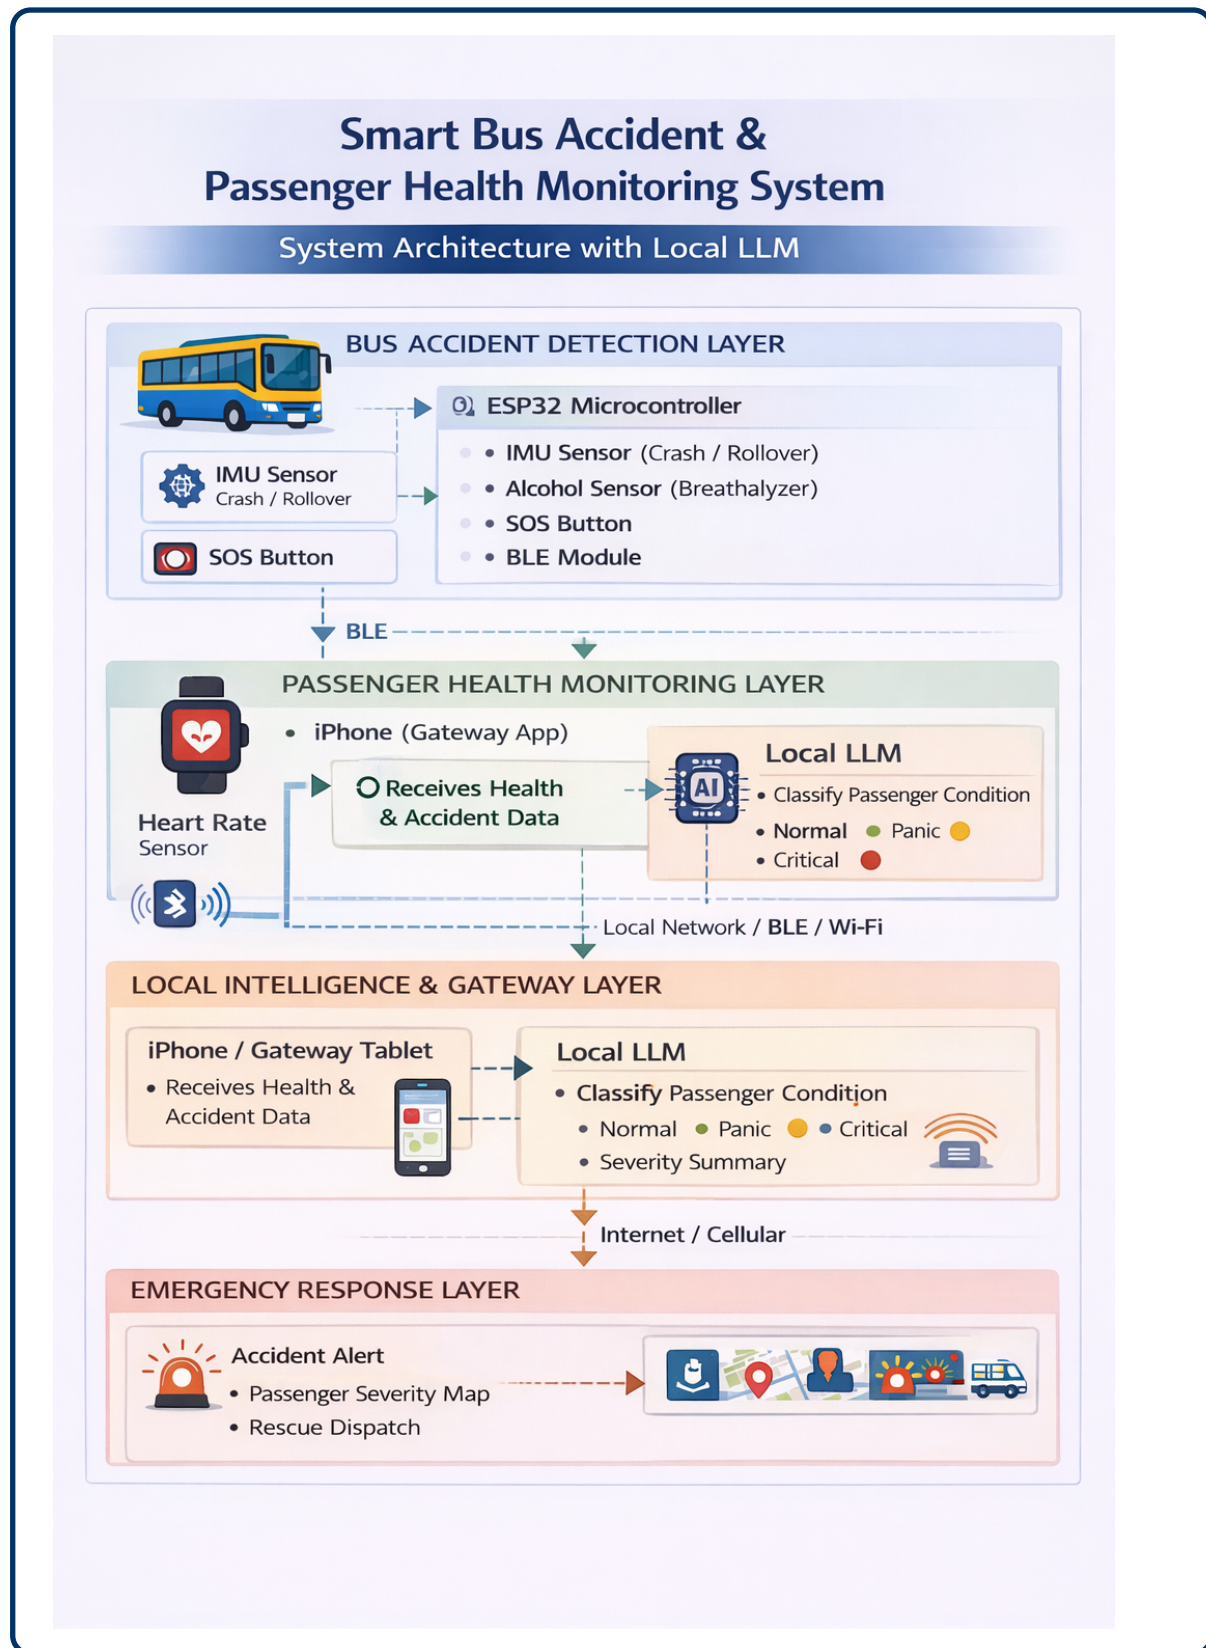 Smart Bus Accident &
Passenger Health Monitoring System
System Architecture with Local LLM
BUS ACCIDENT DETECTION LAYER
ESP32 Microcontroller
IMU Sensor
Crash / Rollover
SOS Button
• IMU Sensor (Crash / Rollover)
• Alcohol Sensor (Breathalyzer)
• SOS Button
• BLE Module
BLE
PASSENGER HEALTH MONITORING LAYER
• iPhone (Gateway App)
Receives Health
& Accident Data
Heart Rate
Sensor
AI
Local LLM
• Classify Passenger Condition
• Normal Panic
• Critical
Local Network / BLE / Wi-Fi
LOCAL INTELLIGENCE & GATEWAY LAYER
iPhone / Gateway Tablet
• Receives Health &
Accident Data
Local LLM
• Classify Passenger Condition
• Normal • Panic • Critical
• Severity Summary
Internet / Cellular
EMERGENCY RESPONSE LAYER
Accident Alert
• Passenger Severity Map
• Rescue Dispatch